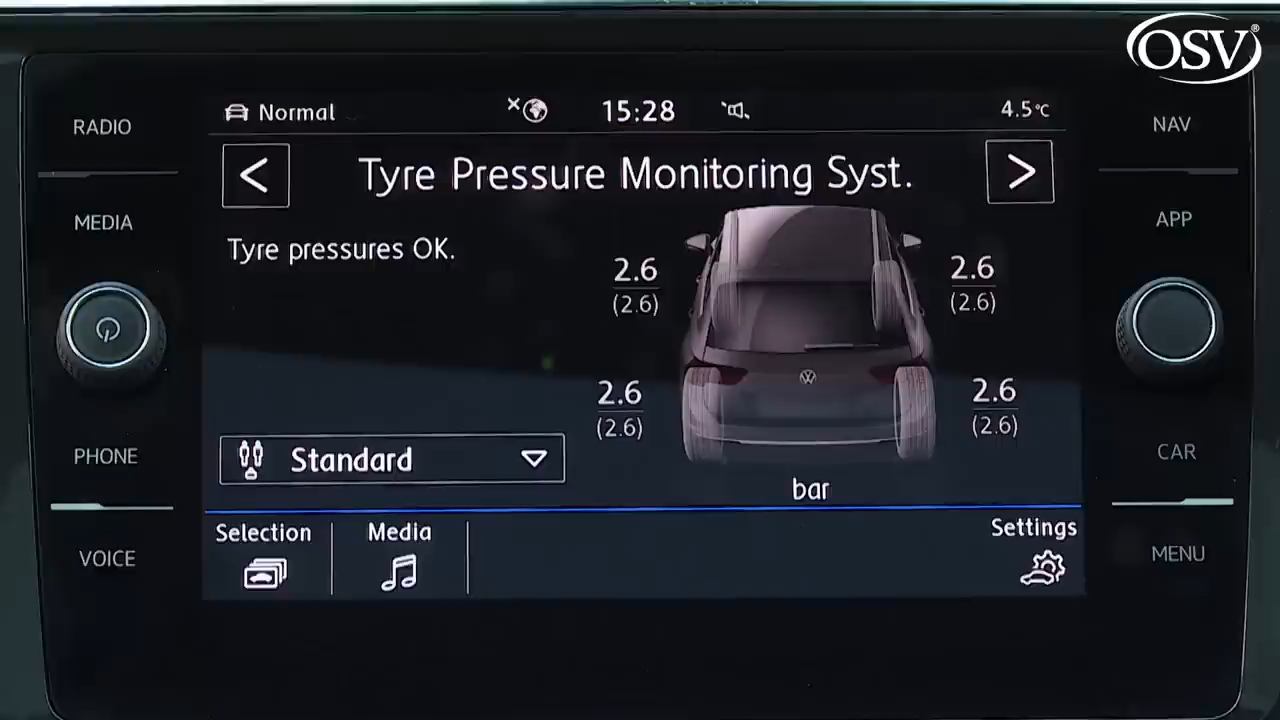 OSV®
RADIO
MEDIA
PHONE
VOICE
Normal
15:28
4.5°C
<
Tyre Pressure Monitoring Syst.
>
Tyre pressures OK.
2.6
(2.6)
2.6
(2.6)
2.6
(2.6)
2.6
(2.6)
Standard
bar
Selection
Media
Settings
NAV
APP
CAR
MENU